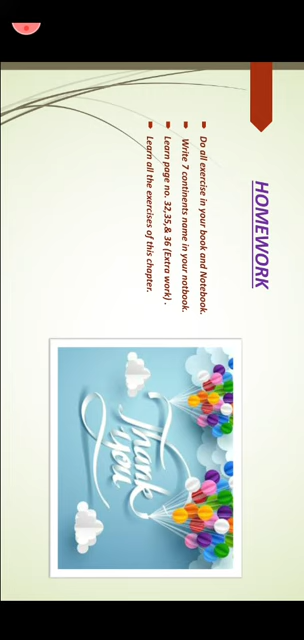 HOMEWORK
Do all exercise in your book and Notebook.
Write 7 continents name in your notbook.
Learn page no. 32,35,& 36 (Extra work) .
Learn all the exercises of this chapter.
Thank
you